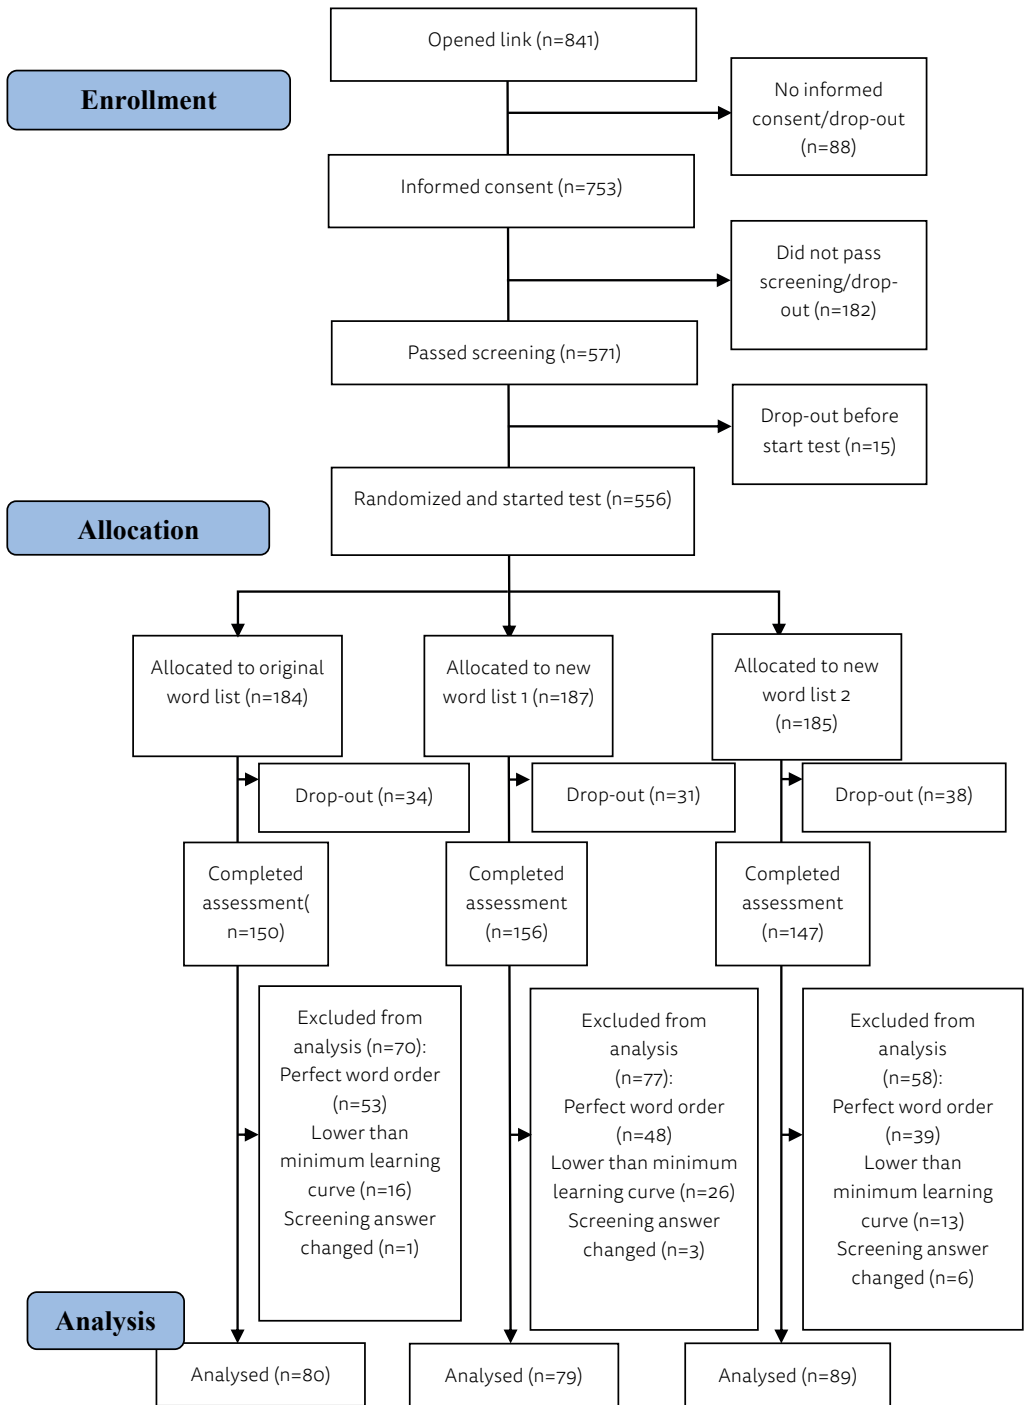 Opened link (n=841)
Enrollment
No informed
consent/drop-out
(n=88)
Informed consent (n=753)
Did not pass
screening/drop-
out (n=182)
Passed screening (n=571)
Drop-out before
start test (n=15)
Randomized and started test (n=556)
Allocation
Allocated to original
word list (n=184)
Allocated to new
word list 1 (n=187)
Allocated to new
word list 2
(n=185)
Drop-out (n=34)
Drop-out (n=31)
Drop-out (n=38)
Completed
assessment(
n=150)
Completed
assessment
(n=156)
Completed
assessment
(n=147)
Excluded from
analysis (n=70):
Perfect word order
(n=53)
Lower than
minimum learning
curve (n=16)
Screening answer
changed (n=1)
Excluded from
analysis
(n=77):
Perfect word order
(n=48)
Lower than minimum
learning curve (n=26)
Screening answer
changed (n=3)
Excluded from
analysis
(n=58):
Perfect word order
(n=39)
Lower than
minimum learning
curve (n=13)
Screening answer
changed (n=6)
Analysis
Analysed (n=80)
Analysed (n=79)
Analysed (n=89)